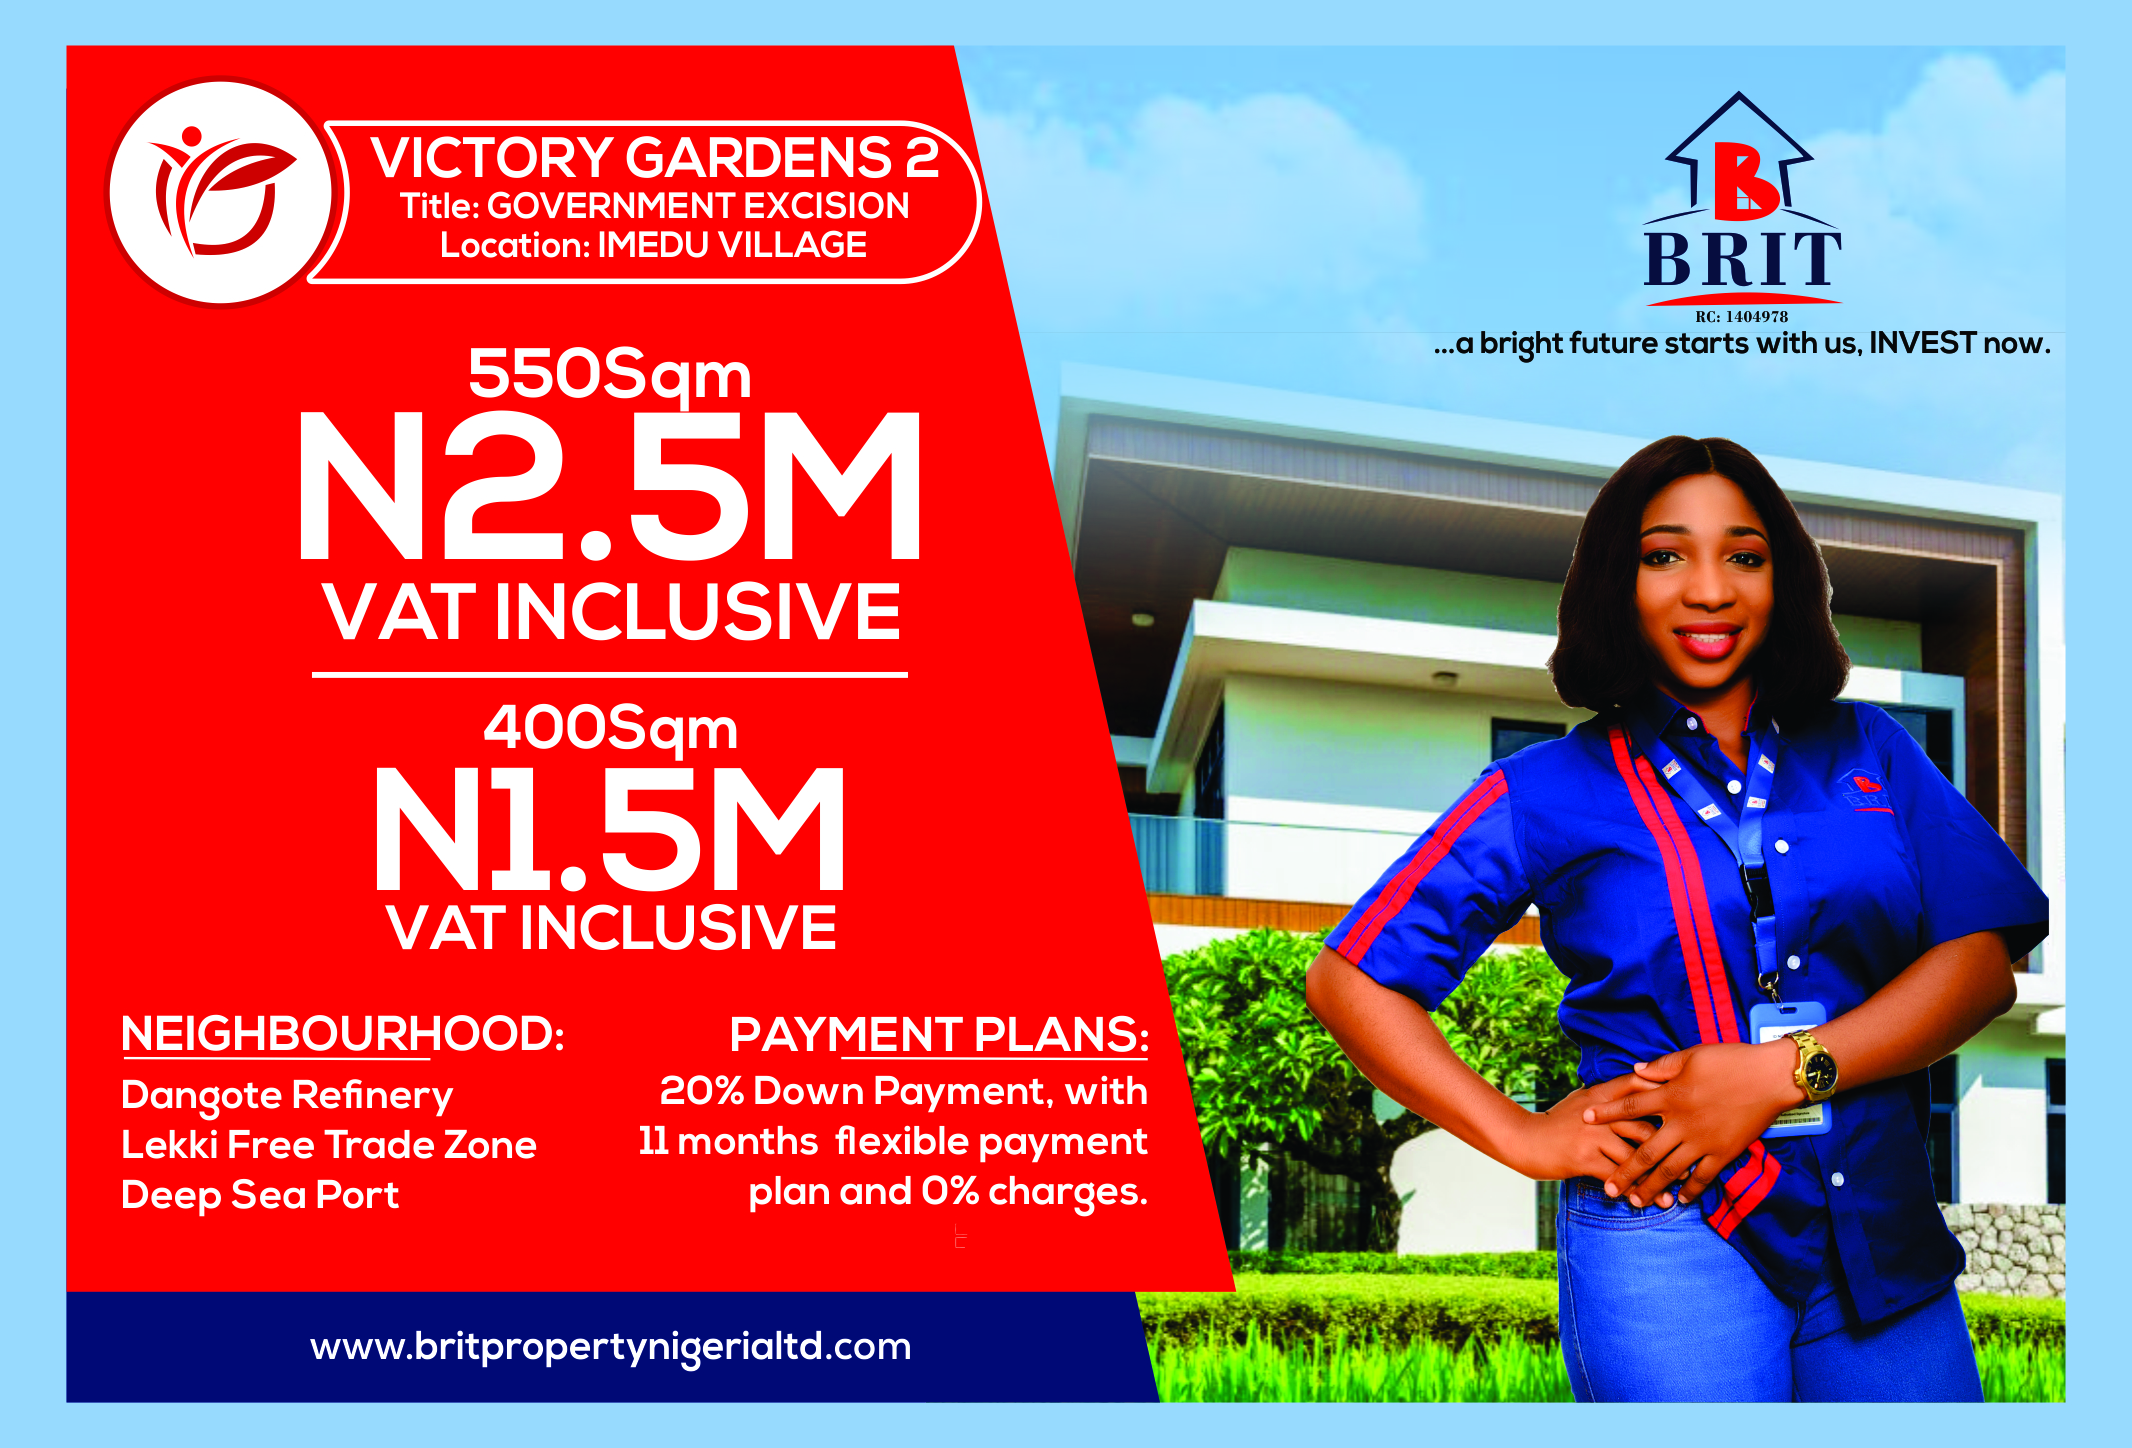 VICTORY GARDENS 2
Title: GOVERNMENT EXCISION
Location: IMEDU VILLAGE
550Sqm
N2.5M
VAT INCLUSIVE
400Sqm
N1.5M
VAT INCLUSIVE
NEIGHBOURHOOD:
Dangote Refinery
Lekki Free Trade Zone
Deep Sea Port
PAYMENT PLANS:
20% Down Payment, with
11 months flexible payment
plan and 0% charges.
www.britpropertynigerialtd.com
B
BRIT
RC: 1404978
...a bright future starts with us, INVEST now.